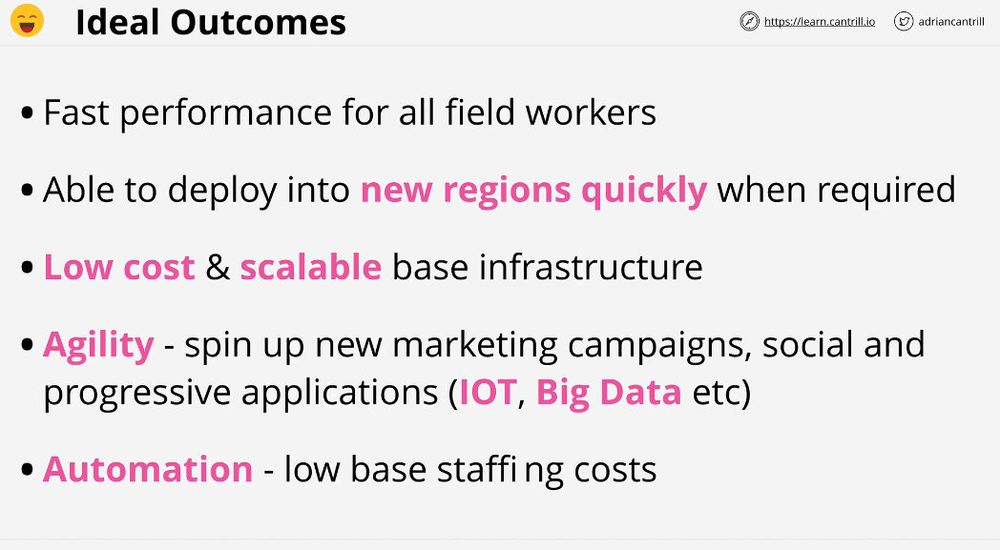 Ideal Outcomes
https://learn.cantrill.io
adriancantrill
• Fast performance for all field workers
• Able to deploy into new regions quickly when required
• Low cost & scalable base infrastructure
• Agility - spin up new marketing campaigns, social and
progressive applications (IOT, Big Data etc)
• Automation - low base staffing costs